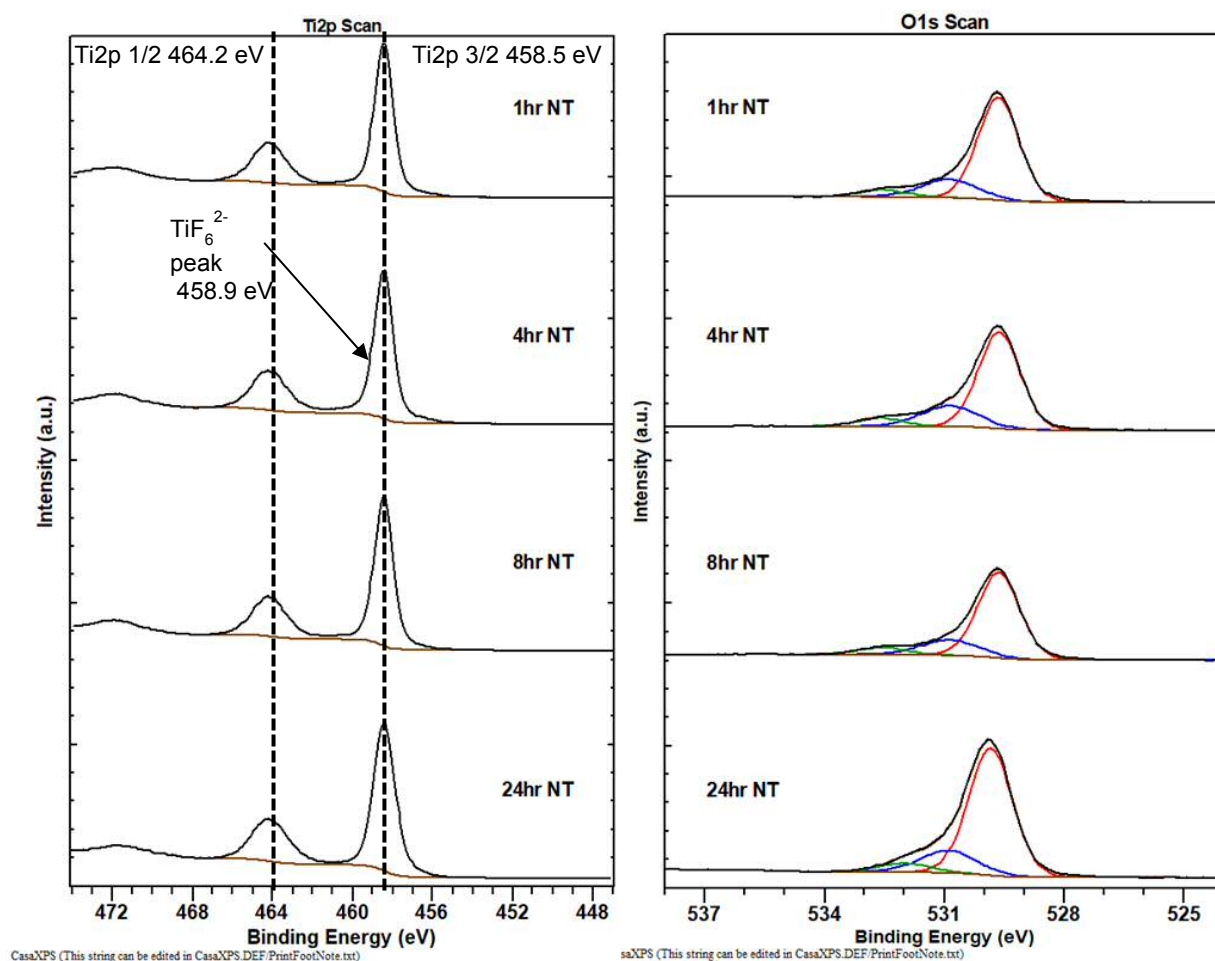 Ti2p Scan
Ti2p 1/2 464.2 eV
Ti2p 3/2 458.5 eV
1hr NT
TiF6 2-
peak
458.9 eV
4hr NT
8hr NT
24hr NT
Intensity (a.u.)
472 468 464 460 456 452 448
Binding Energy (eV)
CasaXPS (This string can be edited in CasaXPS.DEF/PrintFootNote.txt)
O1s Scan
1hr NT
4hr NT
8hr NT
24hr NT
Intensity (a.u.)
537 534 531 528 525
Binding Energy (eV)
saXPS (This string can be edited in CasaXPS.DEF/PrintFootNote.txt)